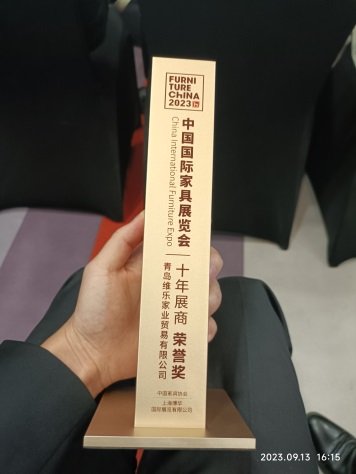 FURNI
TURE
CHINA
2023
中国国际家具展览会
China International Furniture Expo
十年展商 荣誉奖
青岛维乐家业贸易有限公司
中国家具协会
上海博华
国际展览有限公司
2023.09.13 16:15